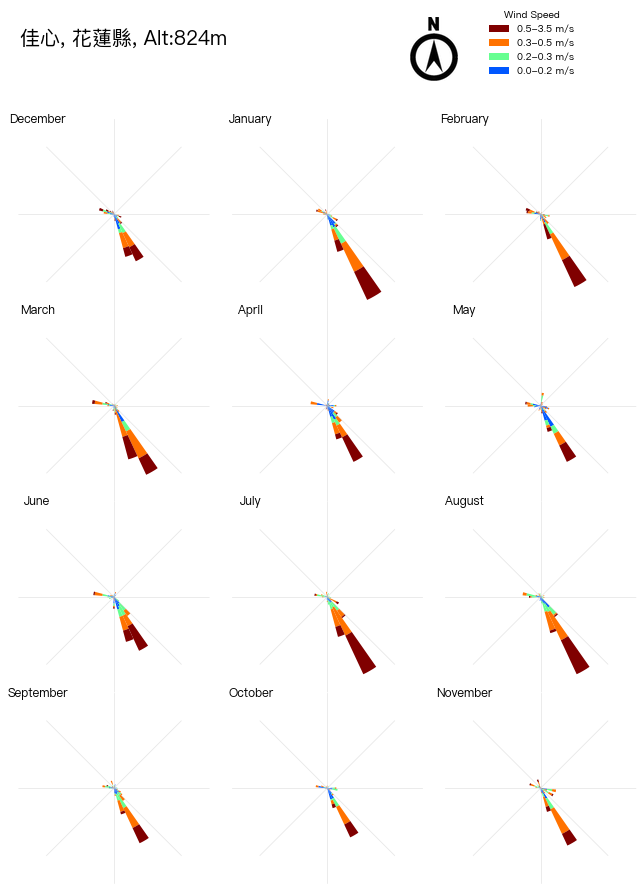 佳心, 花蓮縣, Alt:824m
N
Wind Speed
0.5-3.5 m/s
0.3-0.5 m/s
0.2-0.3 m/s
0.0-0.2 m/s
December
January
February
March
April
May
June
July
August
September
October
November